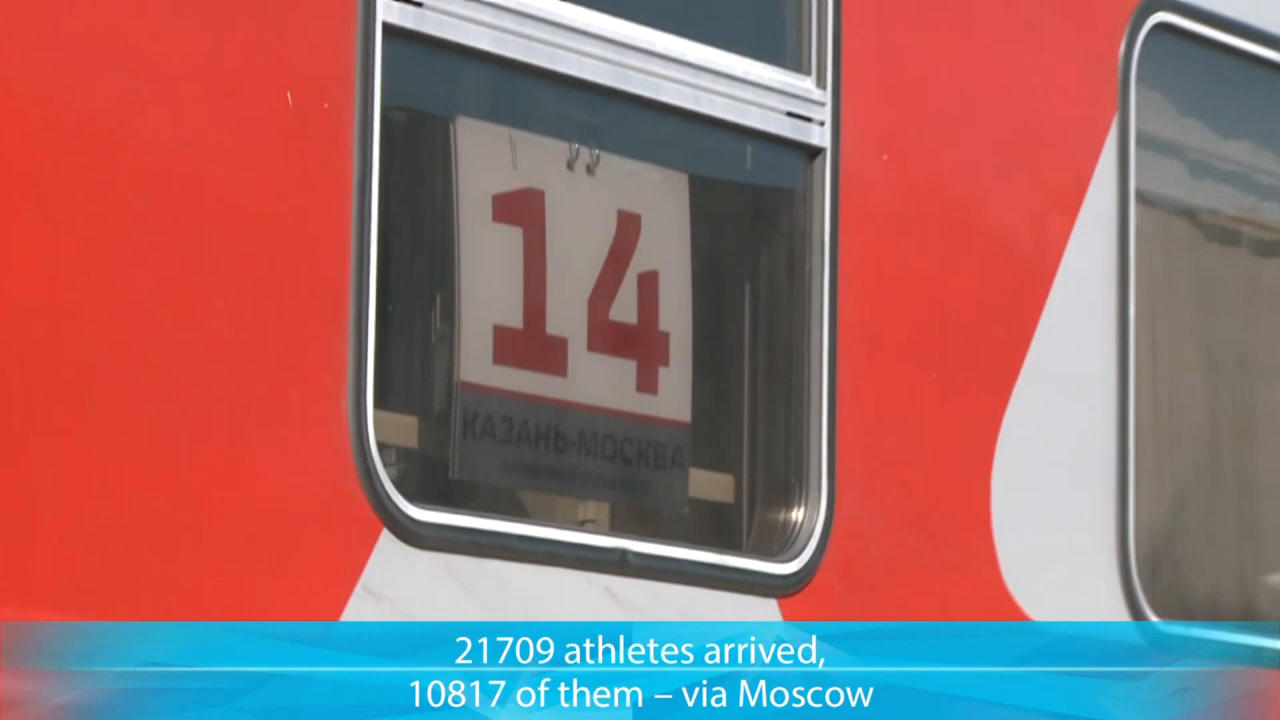 14
КАЗАНЬ-МОСКВА
21709 athletes arrived,
10817 of them – via Moscow